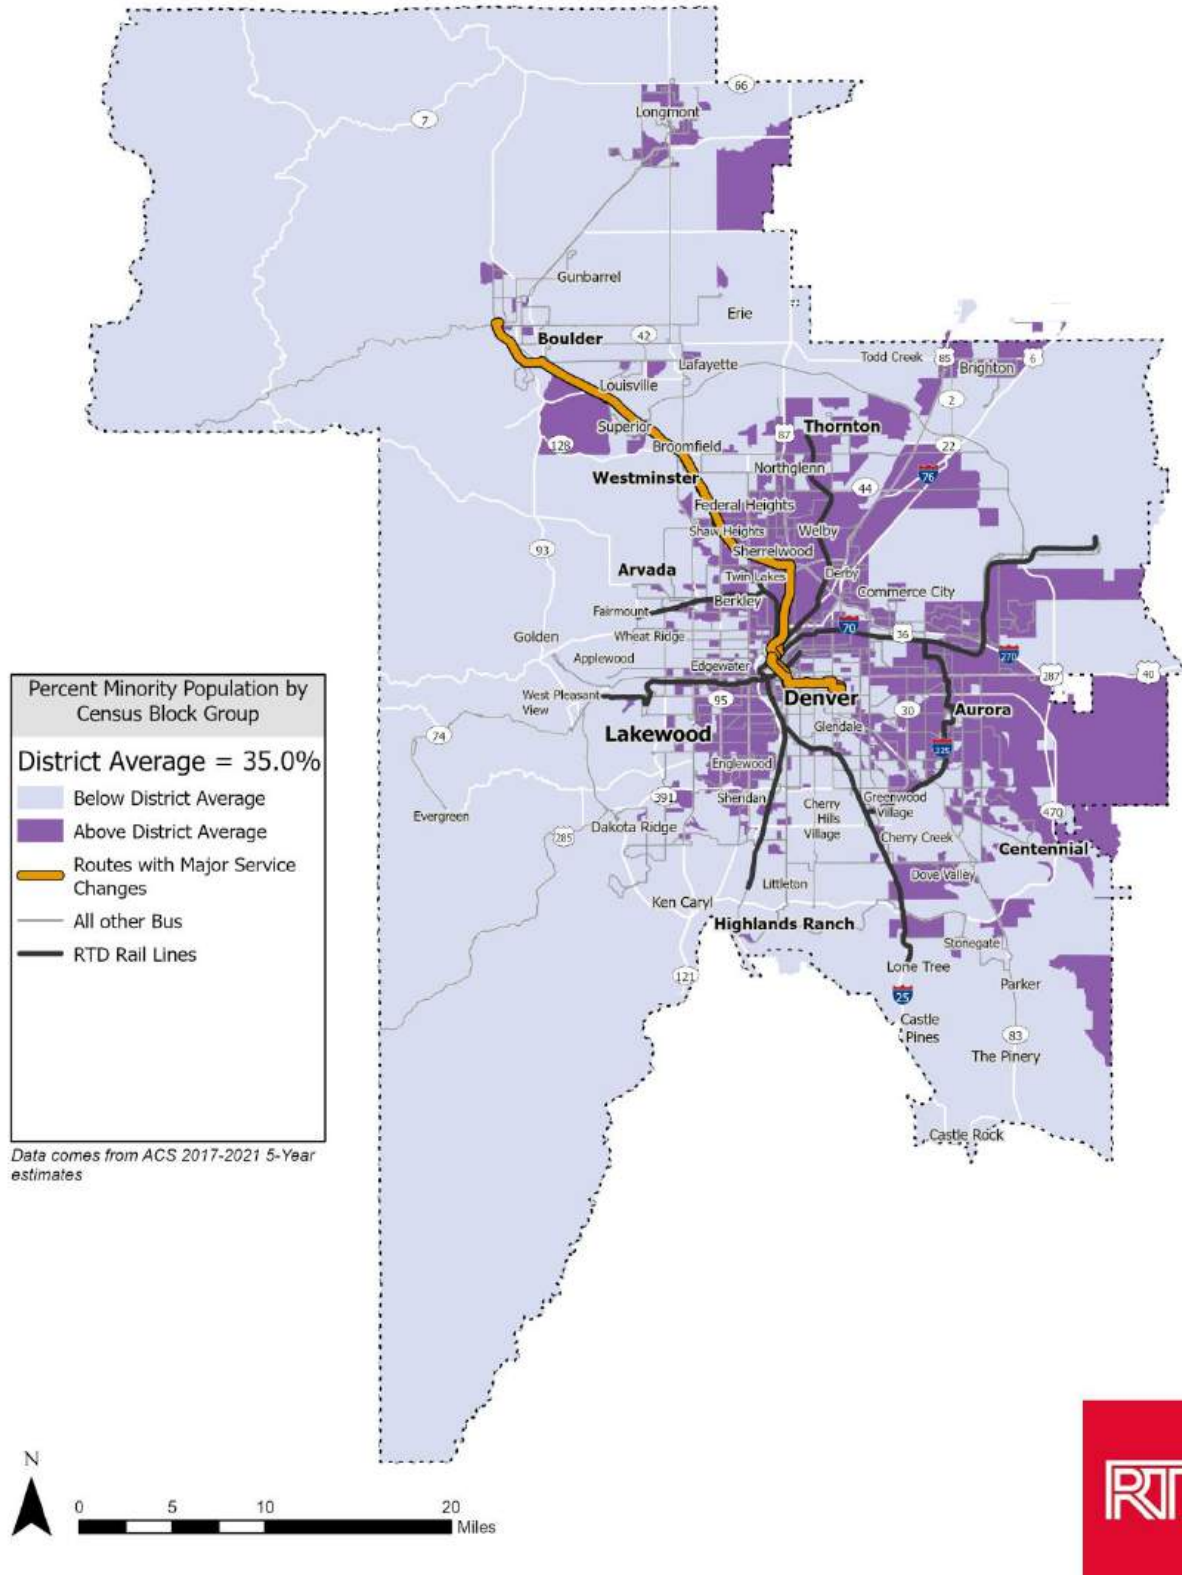 66
Longmont
7
Gunbarrel
Erie
Boulder
42
Lafayette
Todd Creek
85
Brighton
6
Louisville
2
Superior
87
Thornton
128
Broomfield
22
Northglenn
Westminster
76
44
Federal Heights
Shaw Heights
Welby
93
Sherrelwood
Arvada
Twin Lakes
Derby
Commerce City
Berkley
Fairmount
70
36
Golden
Wheat Ridge
Applewood
270
Edgewater
287
40
West Pleasant
View
95
Denver
30
Aurora
Glendale
74
Lakewood
225
Englewood
391
Sheridan
Cherry
Hills
Village
Greenwood
Village
Evergreen
470
285
Dakota Ridge
Cherry Creek
Centennial
Dove Valley
Littleton
Ken Caryl
Highlands Ranch
Stonegate
Lone Tree
121
Parker
25
Castle
Pines
83
The Pinery
Castle Rock
Percent Minority Population by
Census Block Group
District Average = 35.0%
Below District Average
Above District Average
Routes with Major Service
Changes
All other Bus
RTD Rail Lines
Data comes from ACS 2017-2021 5-Year
estimates
N
0 5 10 20
Miles
RT